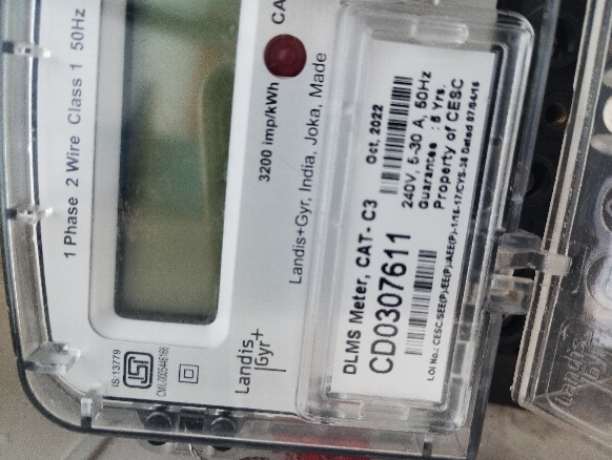 1 Phase 2 Wire Class 1 50Hz
3200 imp/kWh CA
Landis+Gyr, India, Joka, Made
IS:13779
Landis
Gyr+
DLMS Meter, CAT- C3 Oct, 2022
CD0307611 240V, 5-30 A, 50Hz
Guarantee : 5 Yrs.
Property of CESC